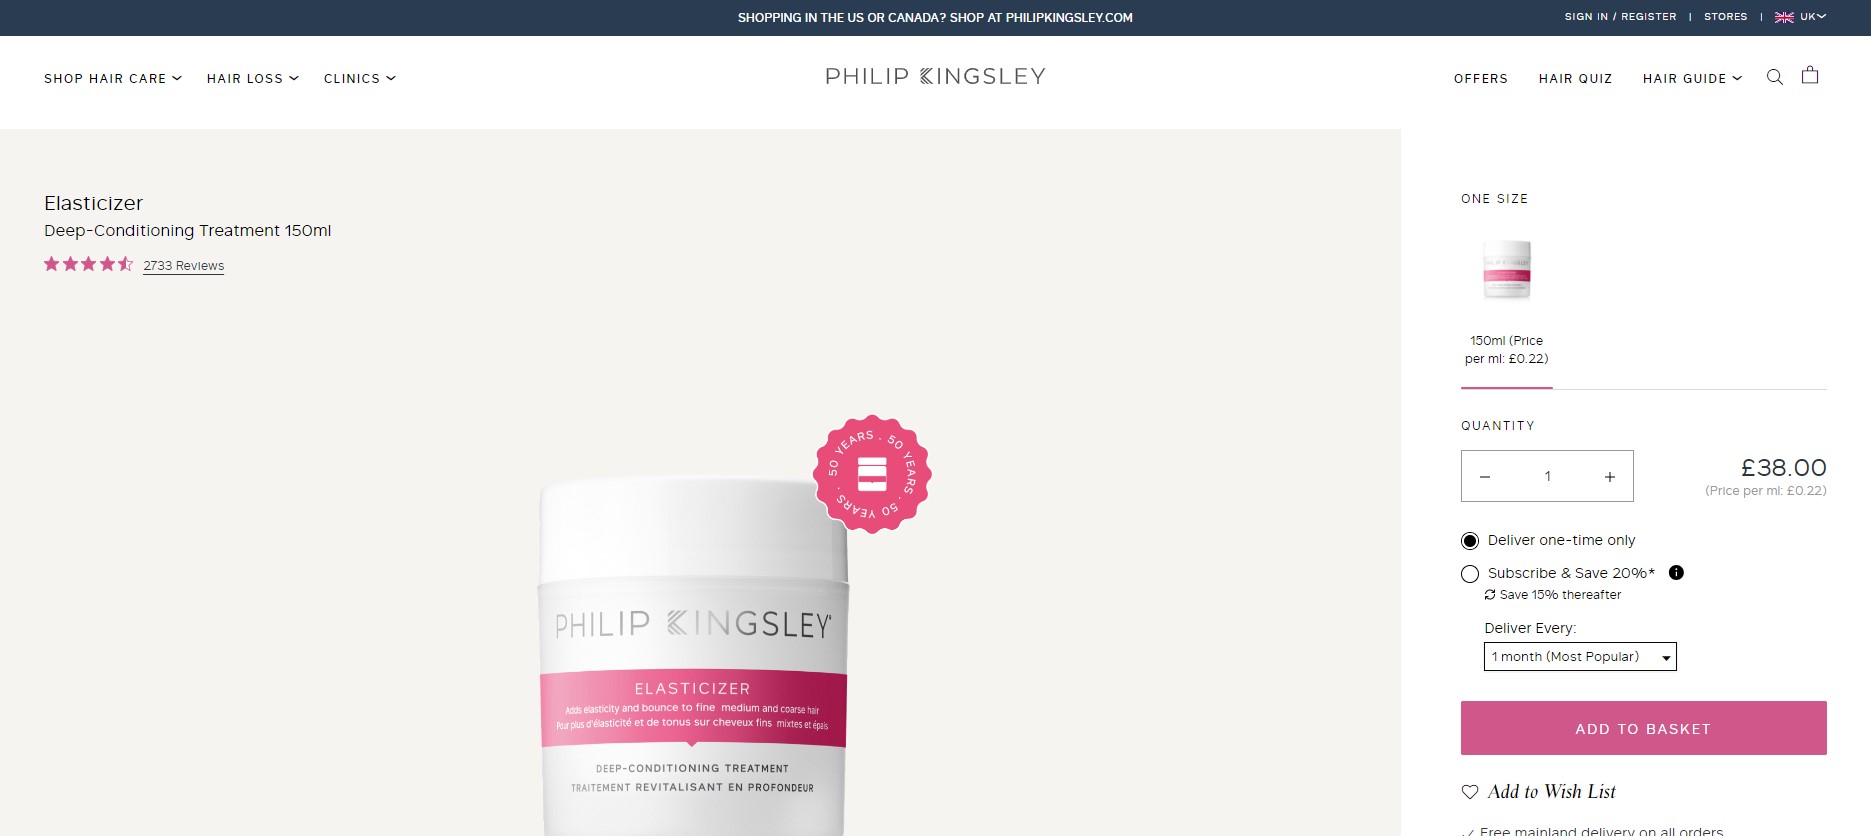 SHOPPING IN THE US OR CANADA? SHOP AT PHILIPKINGSLEY.COM
SIGN IN / REGISTER | STORES | UK
SHOP HAIR CARE HAIR LOSS CLINICS
PHILIP KINGSLEY
OFFERS HAIR QUIZ HAIR GUIDE
Elasticizer
Deep-Conditioning Treatment 150ml
2733 Reviews
50 YEARS . 50 YEARS . 50 YEARS .
PHILIP KINGSLEY
ELASTICIZER
Adds elasticity and bounce to fine medium and coarse hair
Pour plus d'élasticité et de tonus sur cheveux fins mixtes et épais
DEEP-CONDITIONING TREATMENT
TRAITEMENT REVITALISANT EN PROFONDEUR
ONE SIZE
PHILIP KINGSLEY
150ml (Price
per ml: £0.22)
QUANTITY
− 1 +
£38.00
(Price per ml: £0.22)
Deliver one-time only
Subscribe & Save 20%*
Save 15% thereafter
Deliver Every:
1 month (Most Popular)
ADD TO BASKET
Add to Wish List
Free mainland delivery on all orders